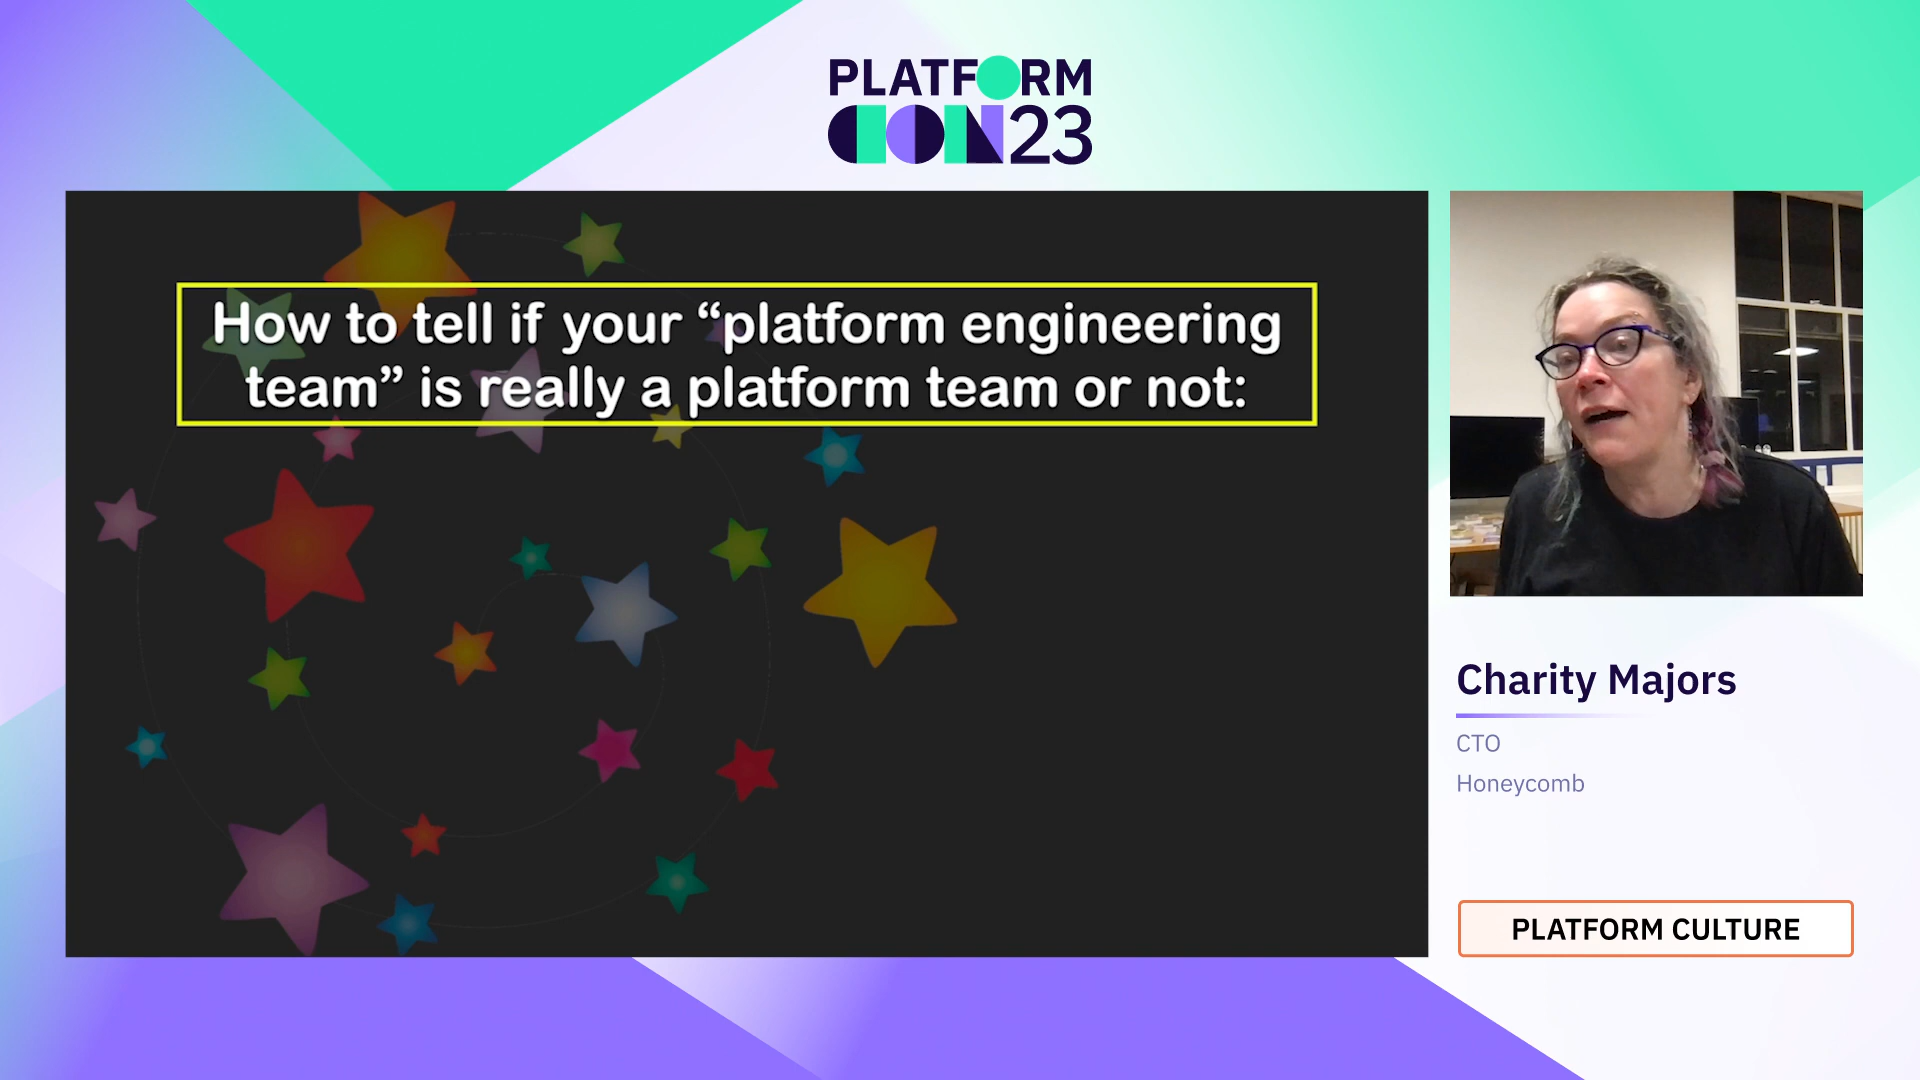 PLATFORM
CON23
How to tell if your “platform engineering
team” is really a platform team or not:
Charity Majors
CTO
Honeycomb
PLATFORM CULTURE